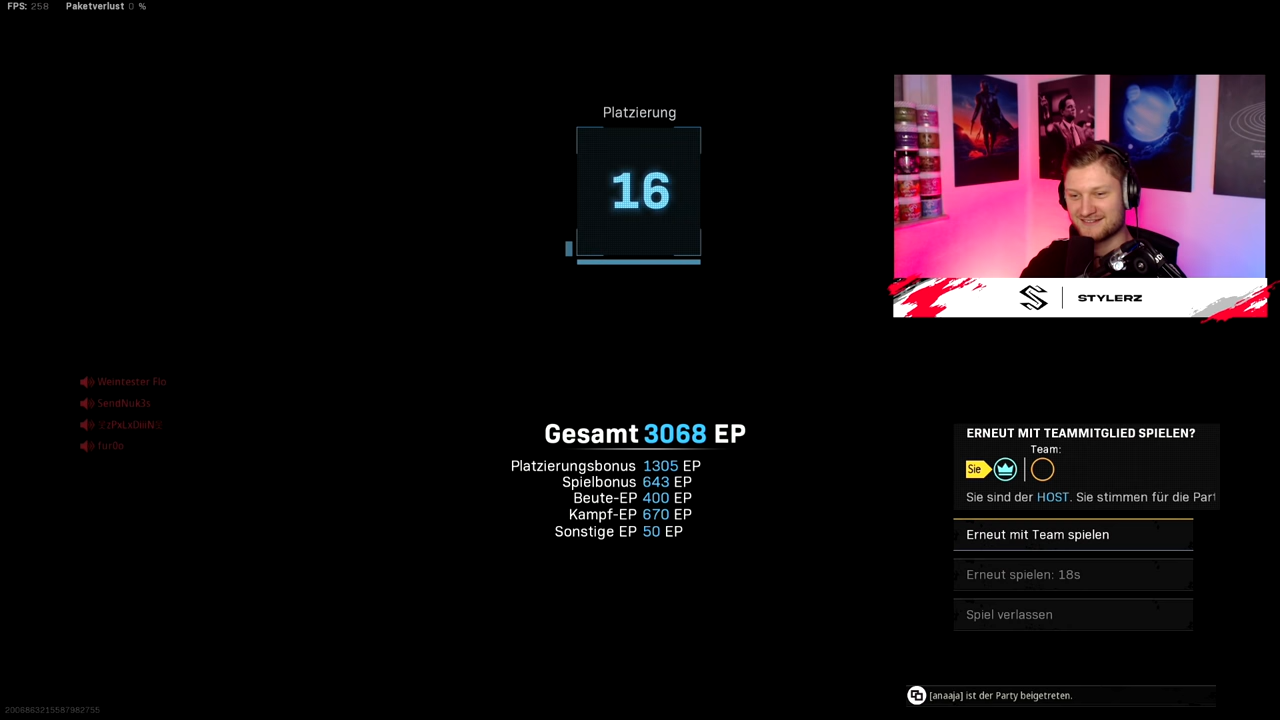 FPS: 258 Paketverlust 0 %
Platzierung
16
STYLERZ
Weintester Flo
SendNuk3s
fur0o
Gesamt 3068 EP
Platzierungsbonus 1305 EP
Spielbonus 643 EP
Beute-EP 400 EP
Kampf-EP 670 EP
Sonstige EP 50 EP
ERNEUT MIT TEAMMITGLIED SPIELEN?
Team:
Sie
Sie sind der HOST. Sie stimmen für die Part
Erneut mit Team spielen
Erneut spielen: 18s
Spiel verlassen
[anaaja] ist der Party beigetreten.
2006863215587982755